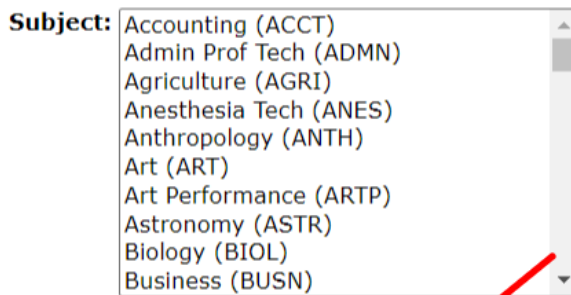 Subject: Accounting (ACCT)
Admin Prof Tech (ADMN)
Agriculture (AGRI)
Anesthesia Tech (ANES)
Anthropology (ANTH)
Art (ART)
Art Performance (ARTP)
Astronomy (ASTR)
Biology (BIOL)
Business (BUSN)